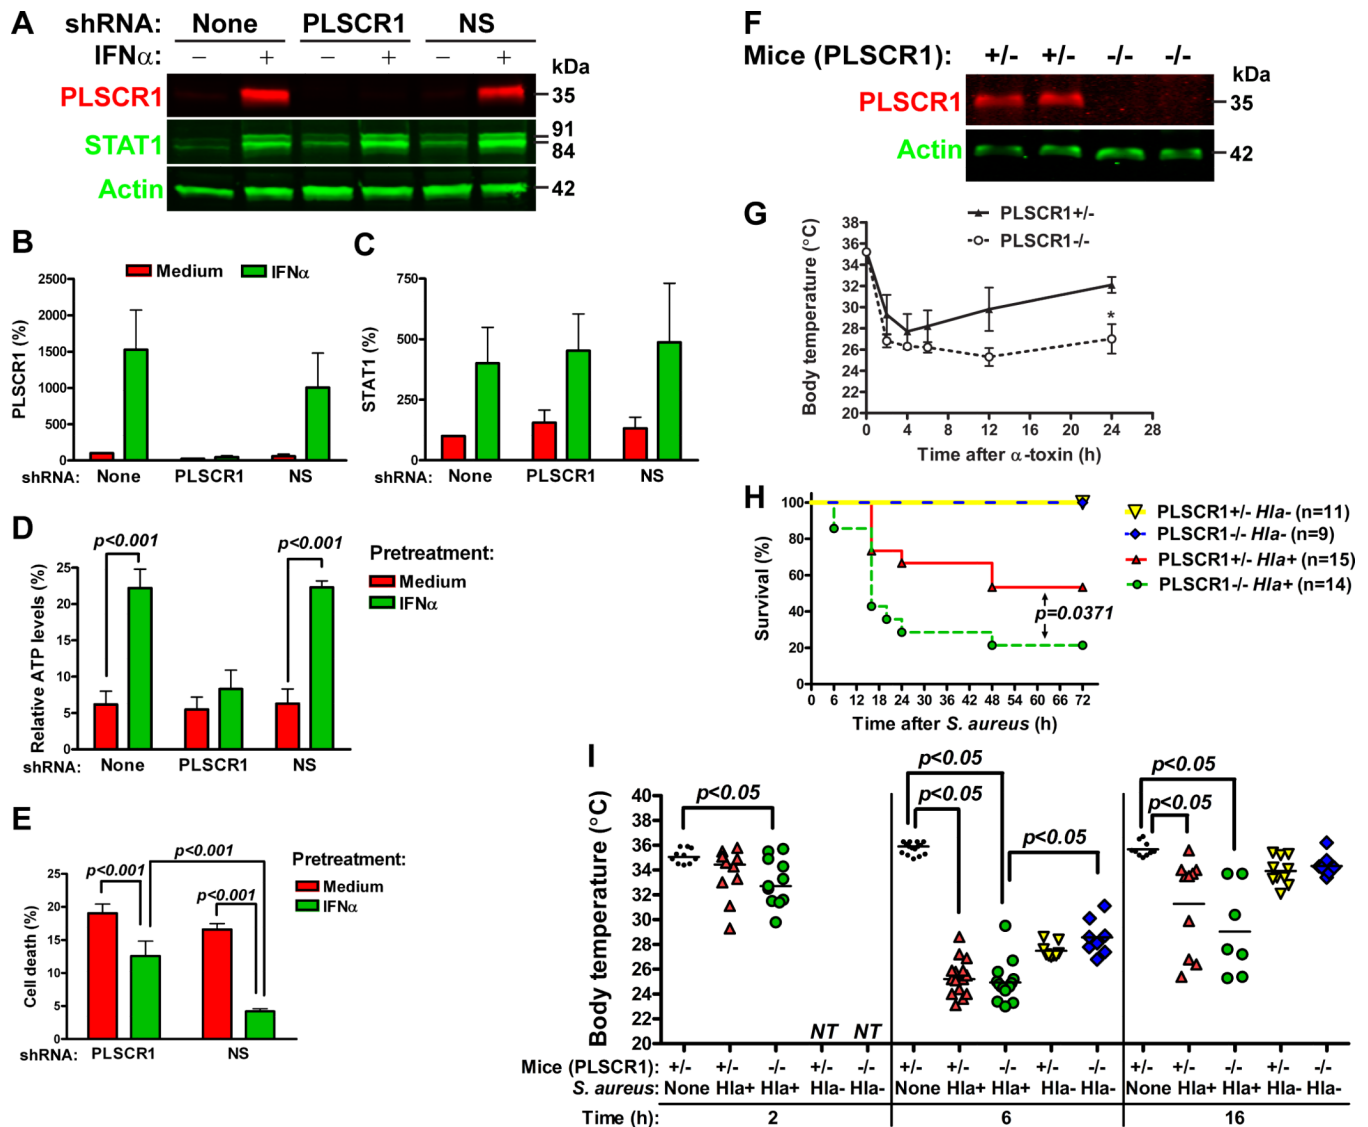 A
shRNA: None PLSCR1 NS
IFNα: − + − + − +
kDa
PLSCR1 35
STAT1 91
84
Actin 42
B
Medium IFNα
PLSCR1 (%)
2500
2000
1500
1000
500
0
shRNA: None PLSCR1 NS
C
STAT1 (%)
750
500
250
0
shRNA: None PLSCR1 NS
D
p<0.001 p<0.001
Pretreatment:
Medium
IFNα
Relative ATP levels (%)
25
20
15
10
5
0
shRNA: None PLSCR1 NS
E
p<0.001
p<0.001
p<0.001
Pretreatment:
Medium
IFNα
Cell death (%)
25
20
15
10
5
0
shRNA: PLSCR1 NS
F
Mice (PLSCR1): +/- +/- -/- -/-
kDa
PLSCR1 35
Actin 42
G
PLSCR1+/-
PLSCR1-/-
Body temperature (°C)
38
36
34
32
30
28
26
24
22
20
*
0 4 8 12 16 20 24 28
Time after α-toxin (h)
H
Survival (%)
100
80
60
40
20
0
PLSCR1+/- Hla- (n=11)
PLSCR1-/- Hla- (n=9)
PLSCR1+/- Hla+ (n=15)
PLSCR1-/- Hla+ (n=14)
p=0.0371
0 6 12 18 24 30 36 42 48 54 60 66 72
Time after S. aureus (h)
I
Body temperature (°C)
40
38
36
34
32
30
28
26
24
22
20
p<0.05
p<0.05
p<0.05
p<0.05
p<0.05
p<0.05
NT NT
Mice (PLSCR1): +/- +/- -/- +/- -/- +/- +/- -/- +/- -/- +/- +/- -/- +/- -/-
S. aureus: None Hla+ Hla+ Hla- Hla- None Hla+ Hla+ Hla- Hla- None Hla+ Hla+ Hla- Hla-
Time (h): 2 6 16